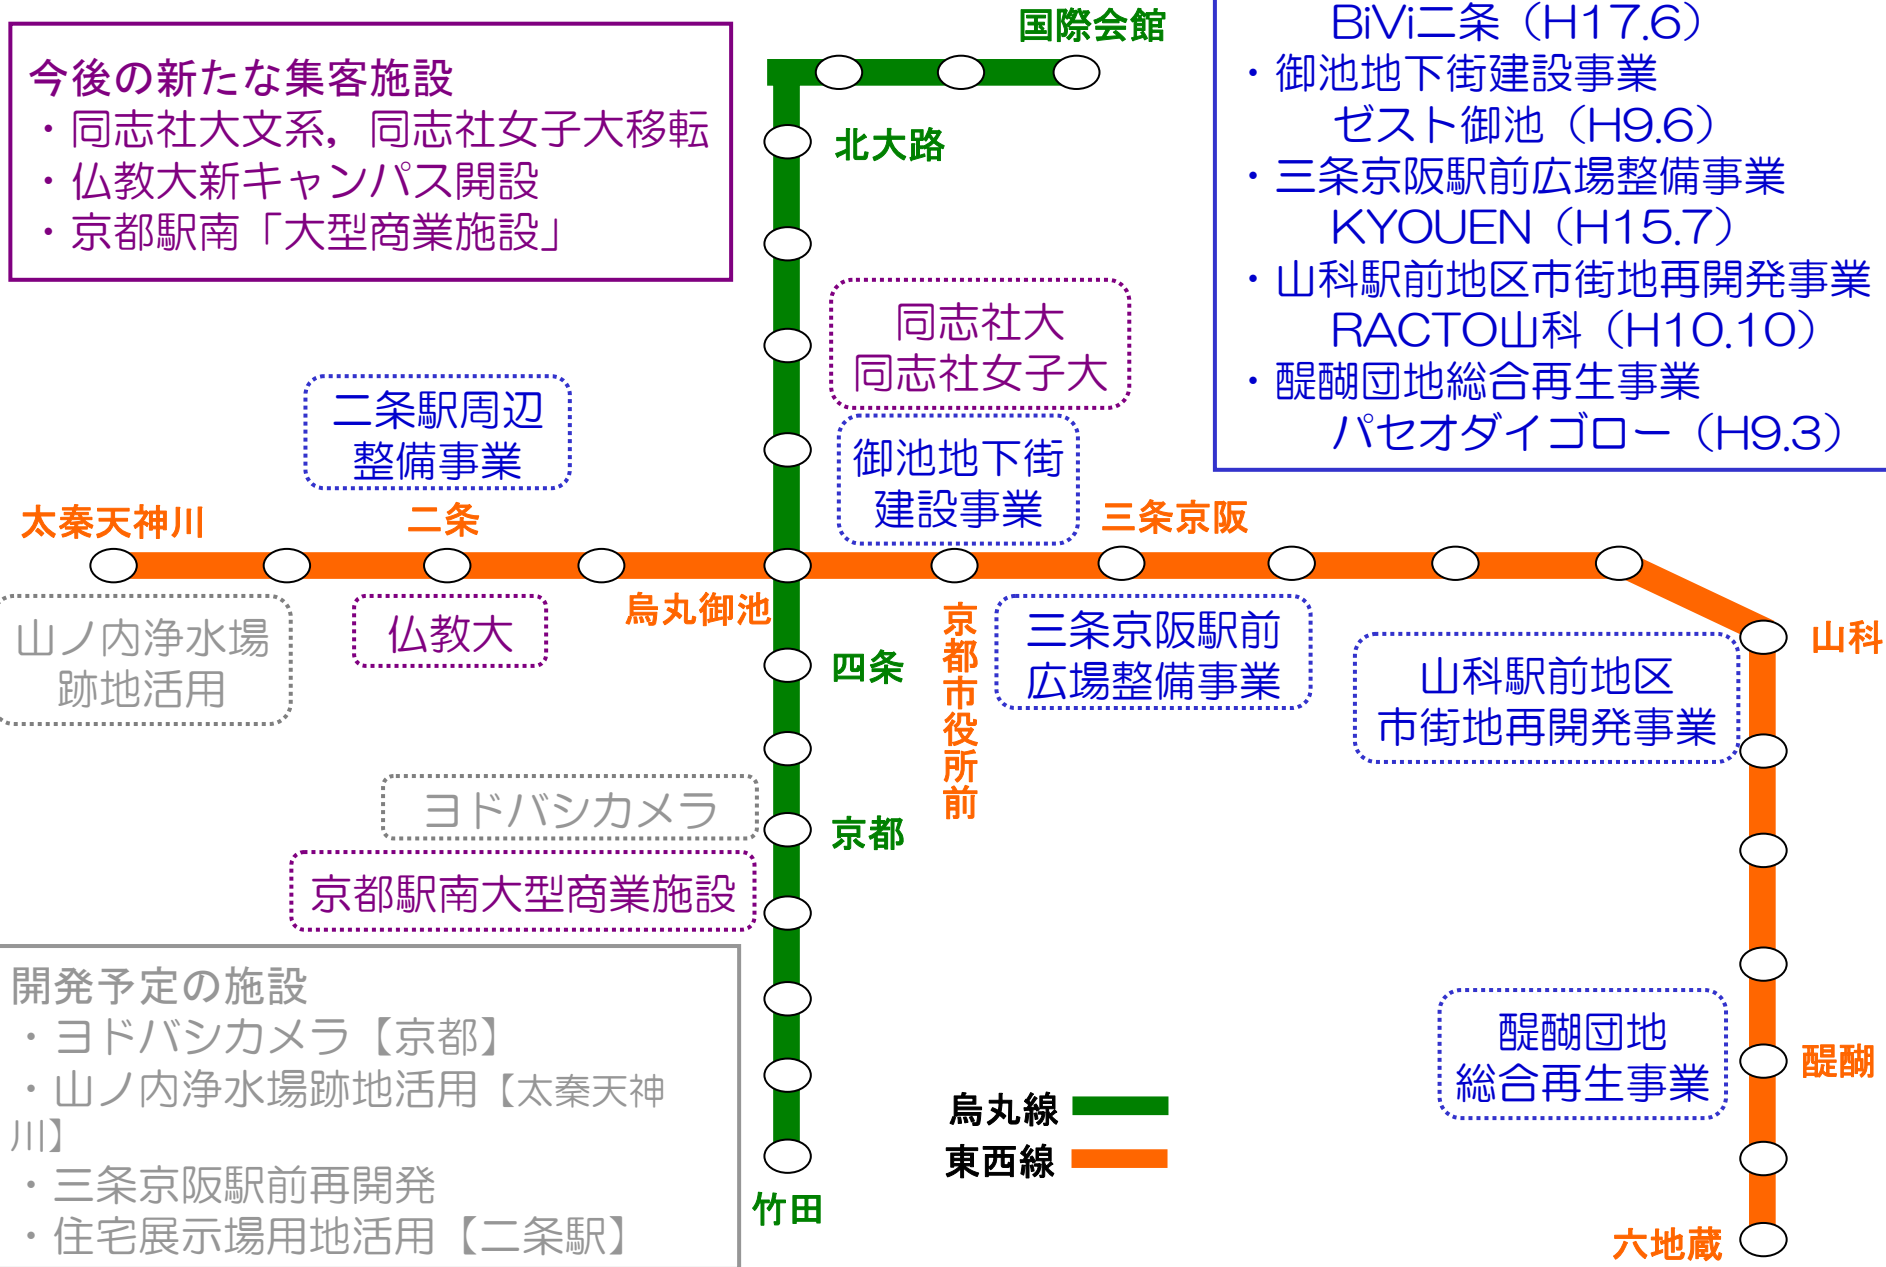 国際会館
今後の新たな集客施設
・同志社大文系，同志社女子大移転
・仏教大新キャンパス開設
・京都駅南「大型商業施設」
BiVi二条（H17.6）
・御池地下街建設事業
ゼスト御池（H9.6）
・三条京阪駅前広場整備事業
KYOUEN（H15.7）
・山科駅前地区市街地再開発事業
RACTO山科（H10.10）
・醍醐団地総合再生事業
パセオダイゴロー（H9.3）
北大路
同志社大
同志社女子大
二条駅周辺
整備事業
御池地下街
建設事業
太秦天神川
二条
三条京阪
烏丸御池
京都市役所前
山ノ内浄水場
跡地活用
仏教大
四条
三条京阪駅前
広場整備事業
山科
山科駅前地区
市街地再開発事業
ヨドバシカメラ
京都
京都駅南大型商業施設
開発予定の施設
・ヨドバシカメラ【京都】
・山ノ内浄水場跡地活用【太秦天神
川】
・三条京阪駅前再開発
・住宅展示場用地活用【二条駅】
醍醐団地
総合再生事業
醍醐
烏丸線
東西線
竹田
六地蔵